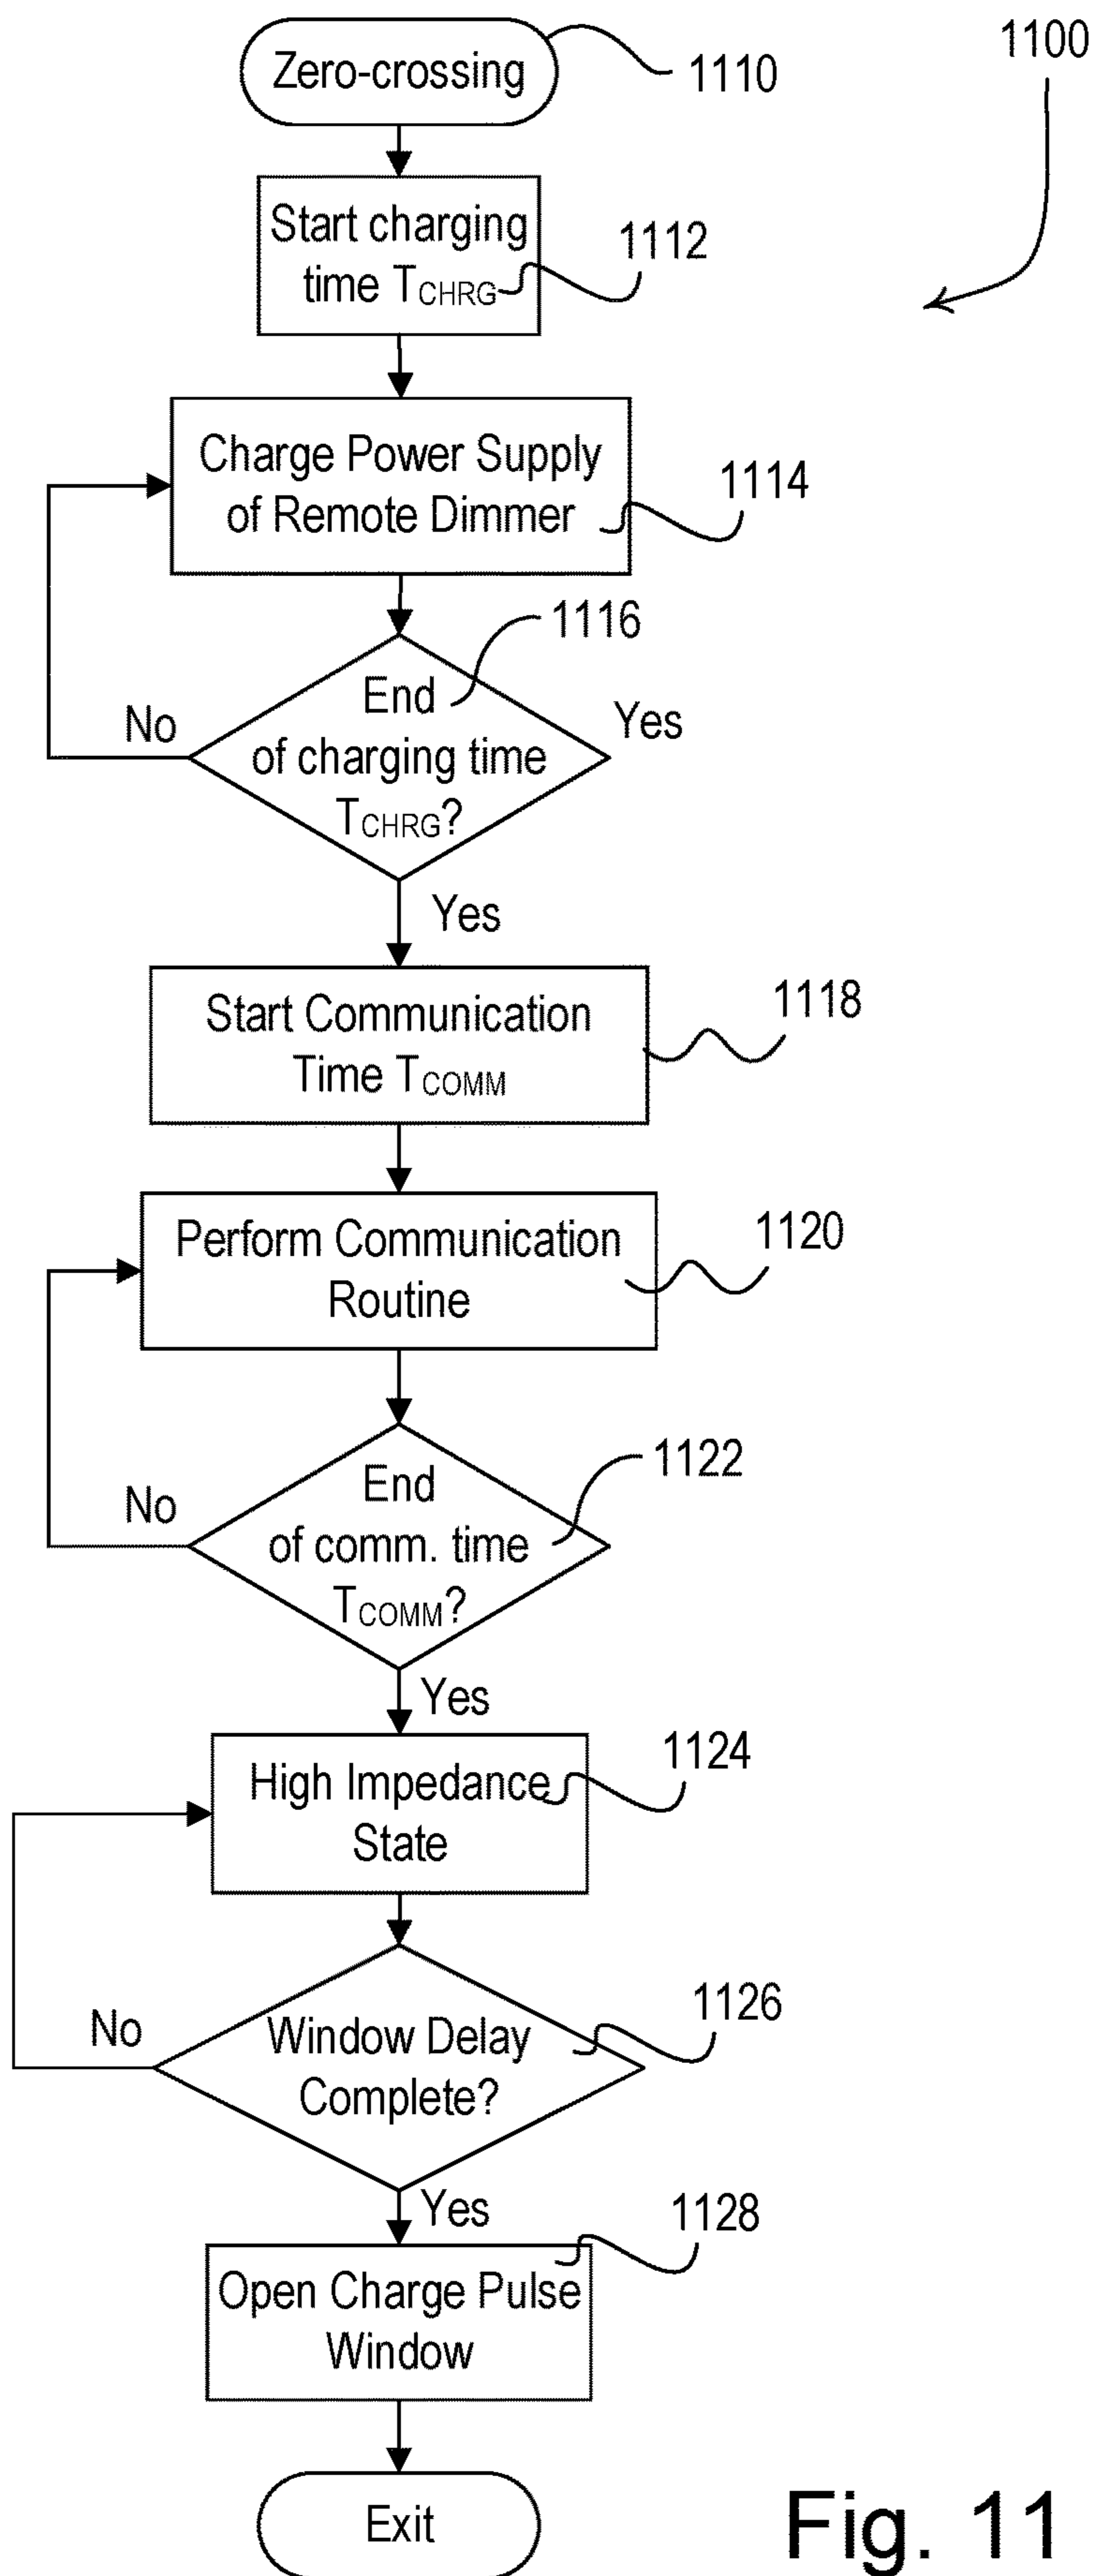 Zero-crossing
1110
1100
Start charging
time TCHRG
1112
Charge Power Supply
of Remote Dimmer
1114
1116
End
of charging time
TCHRG?
No
Yes
Yes
Start Communication
Time TCOMM
1118
Perform Communication
Routine
1120
End
of comm. time
TCOMM?
1122
No
Yes
High Impedance
State
1124
Window Delay
Complete?
1126
No
Yes
Open Charge Pulse
Window
1128
Exit
Fig. 11